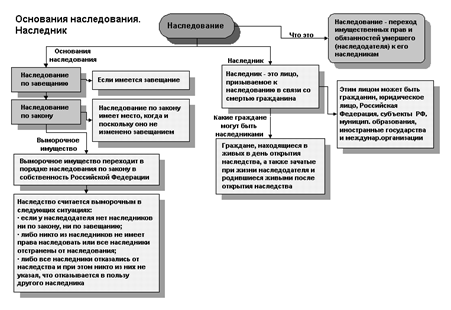 Основания наследования.
Наследник
Наследование
Что это
Наследование - переход
имущественных прав и
обязанностей умершего
(наследодателя) к его
наследникам
Основания
наследования
Наследование
по завещанию
Если имеется завещание
Наследование
по закону
Наследование по закону
имеет место, когда и
поскольку оно не
изменено завещанием
Выморочное
имущество
Выморочное имущество переходит в
порядке наследования по закону в
собственность Российской Федерации
Наследство считается выморочным в
следующих ситуациях:
• если у наследодателя нет наследников
ни по закону, ни по завещанию;
• либо никто из наследников не имеет
права наследовать или все наследники
отстранены от наследования;
• либо все наследники отказались от
наследства и при этом никто из них не
указал, что отказывается в пользу
другого наследника
Наследник
Наследник - это лицо,
призываемое к
наследованию в связи со
смертью гражданина
Этим лицом может быть
гражданин, юридическое
лицо, Российская
Федерация, субъекты РФ,
муницип. образования,
иностранные государства
и междунар.организации
Какие граждане
могут быть
наследниками
Граждане, находящиеся в
живых в день открытия
наследства, а также зачатые
при жизни наследодателя и
родившиеся живыми после
открытия наследства